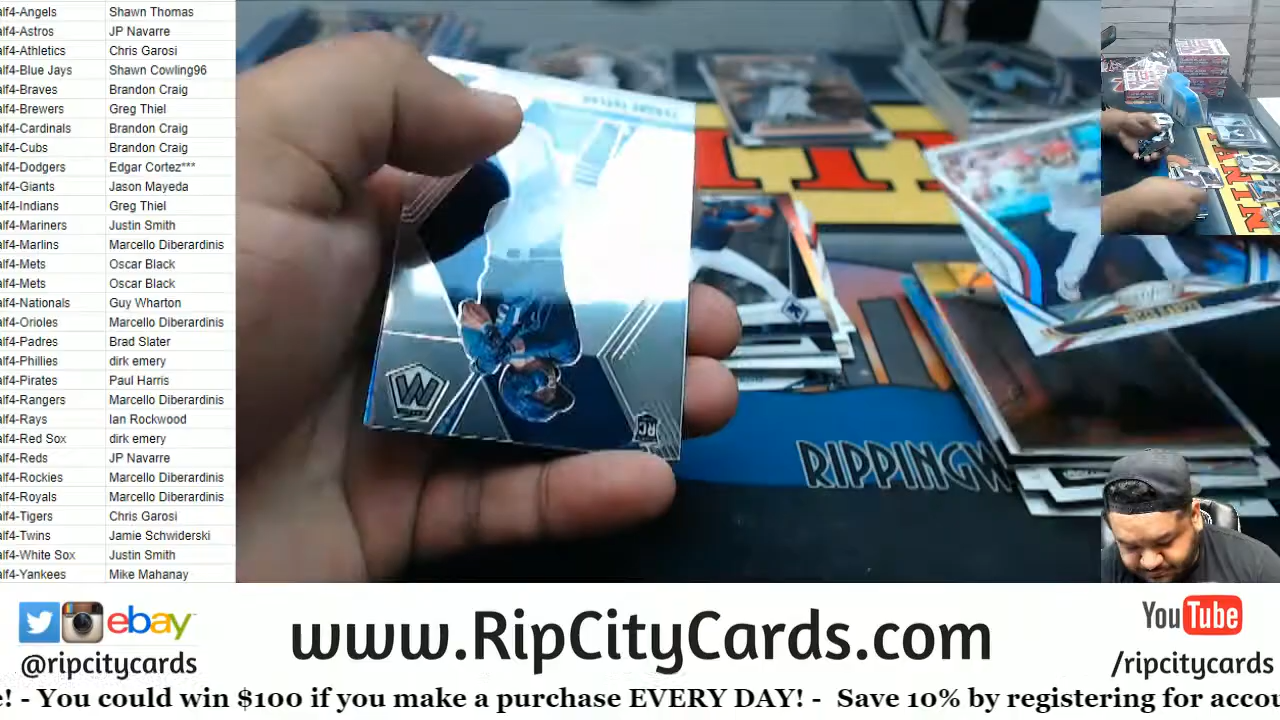 alf4-Angels Shawn Thomas
alf4-Astros JP Navarre
alf4-Athletics Chris Garosi
alf4-Blue Jays Shawn Cowling96
alf4-Braves Brandon Craig
alf4-Brewers Greg Thiel
alf4-Cardinals Brandon Craig
alf4-Cubs Brandon Craig
alf4-Dodgers Edgar Cortez***
alf4-Giants Jason Mayeda
alf4-Indians Greg Thiel
alf4-Mariners Justin Smith
alf4-Marlins Marcello Diberardinis
alf4-Mets Oscar Black
alf4-Mets Oscar Black
alf4-Nationals Guy Wharton
alf4-Orioles Marcello Diberardinis
alf4-Padres Brad Slater
alf4-Phillies dirk emery
alf4-Pirates Paul Harris
alf4-Rangers Marcello Diberardinis
alf4-Rays Ian Rockwood
alf4-Red Sox dirk emery
alf4-Reds JP Navarre
alf4-Rockies Marcello Diberardinis
alf4-Royals Marcello Diberardinis
alf4-Tigers Chris Garosi
alf4-Twins Jamie Schwiderski
alf4-White Sox Justin Smith
alf4-Yankees Mike Mahanay
RC
RIPPINGW
PANINI
ebay
@ripcitycards
www.RipCityCards.com
YouTube
/ripcitycards
e! - You could win $100 if you make a purchase EVERY DAY! - Save 10% by registering for accou